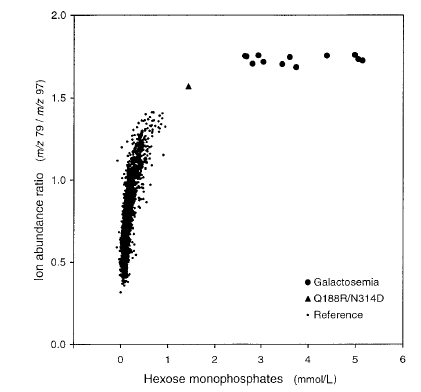 2.0
1.5
1.0
0.5
0.0
Ion abundance ratio (m/z 79 / m/z 97)
Galactosemia
Q188R/N314D
Reference
0 1 2 3 4 5 6
Hexose monophosphates (mmol/L)